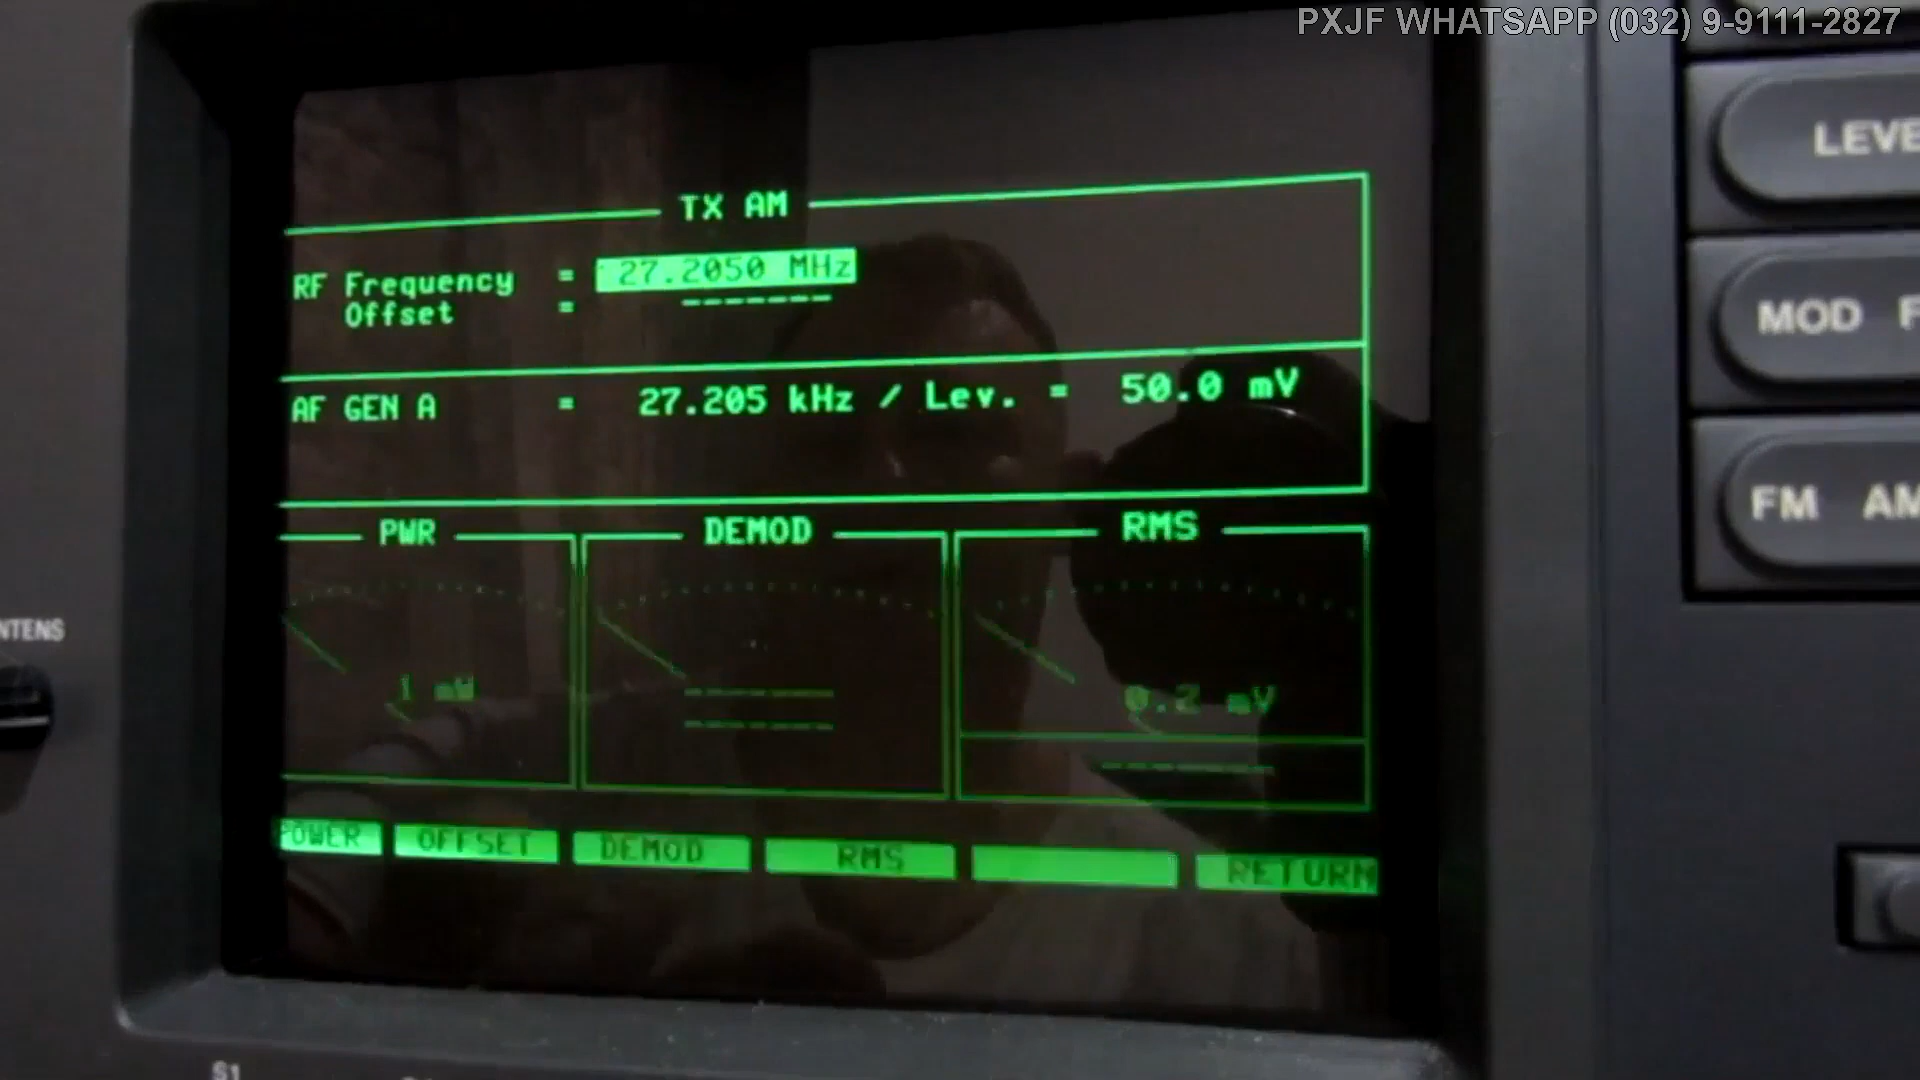 PXJF WHATSAPP (032) 9-9111-2827
TX AM
RF Frequency = 27.2050 MHz
Offset = -------
AF GEN A = 27.205 kHz / Lev. = 50.0 mV
PWR DEMOD RMS
1 mW
0.2 mV
POWER OFFSET DEMOD RMS RETURN
LEVE
MOD F
FM AM
NTENS
S1